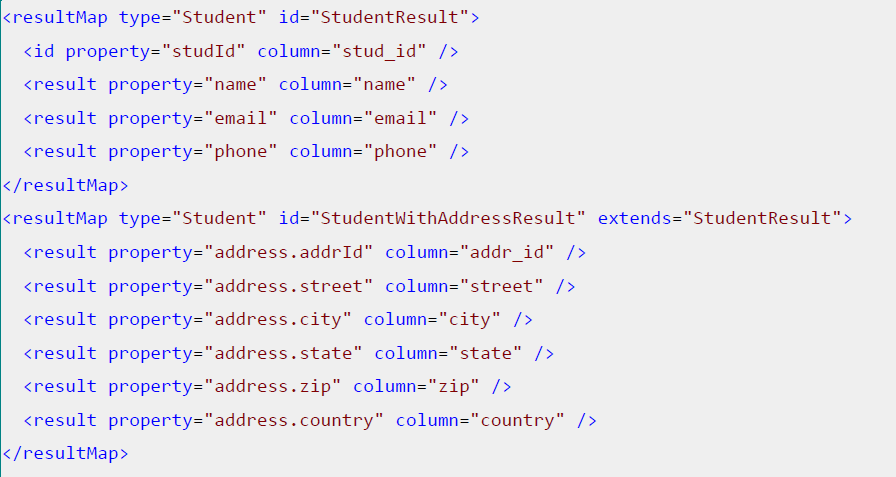 <resultMap type="Student" id="StudentResult">
  <id property="studId" column="stud_id" />
  <result property="name" column="name" />
  <result property="email" column="email" />
  <result property="phone" column="phone" />
</resultMap>
<resultMap type="Student" id="StudentWithAddressResult" extends="StudentResult">
  <result property="address.addrId" column="addr_id" />
  <result property="address.street" column="street" />
  <result property="address.city" column="city" />
  <result property="address.state" column="state" />
  <result property="address.zip" column="zip" />
  <result property="address.country" column="country" />
</resultMap>